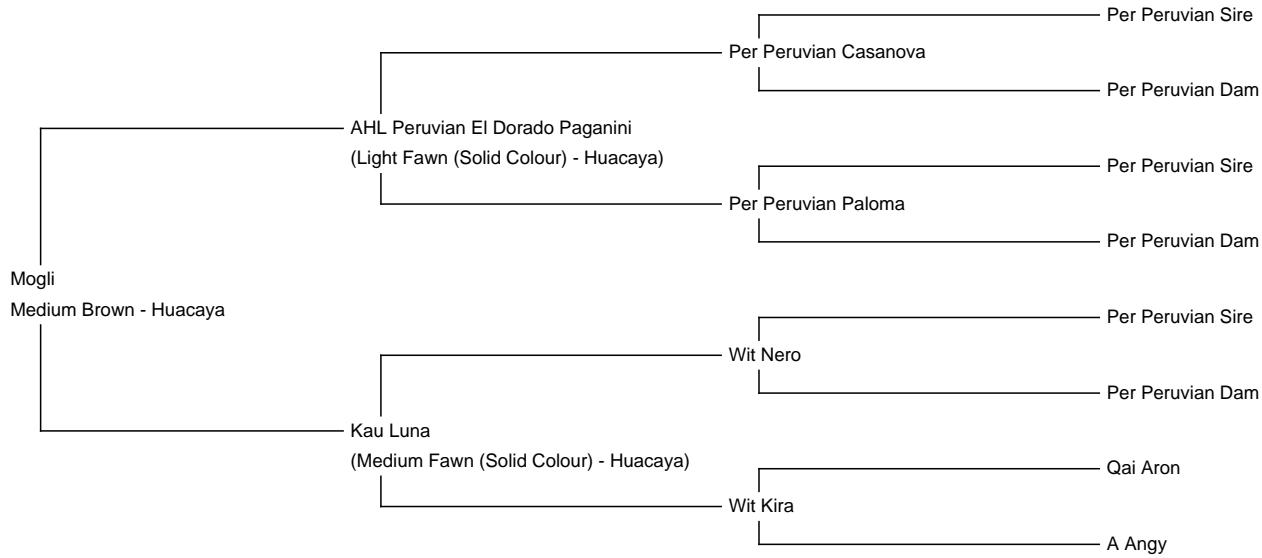 Per Peruvian Sire
Per Peruvian Casanova
Per Peruvian Dam
AHL Peruvian El Dorado Paganini
(Light Fawn (Solid Colour) - Huacaya)
Per Peruvian Sire
Per Peruvian Paloma
Per Peruvian Dam
Mogli
Medium Brown - Huacaya
Per Peruvian Sire
Wit Nero
Per Peruvian Dam
Kau Luna
(Medium Fawn (Solid Colour) - Huacaya)
Qai Aron
Wit Kira
A Angy